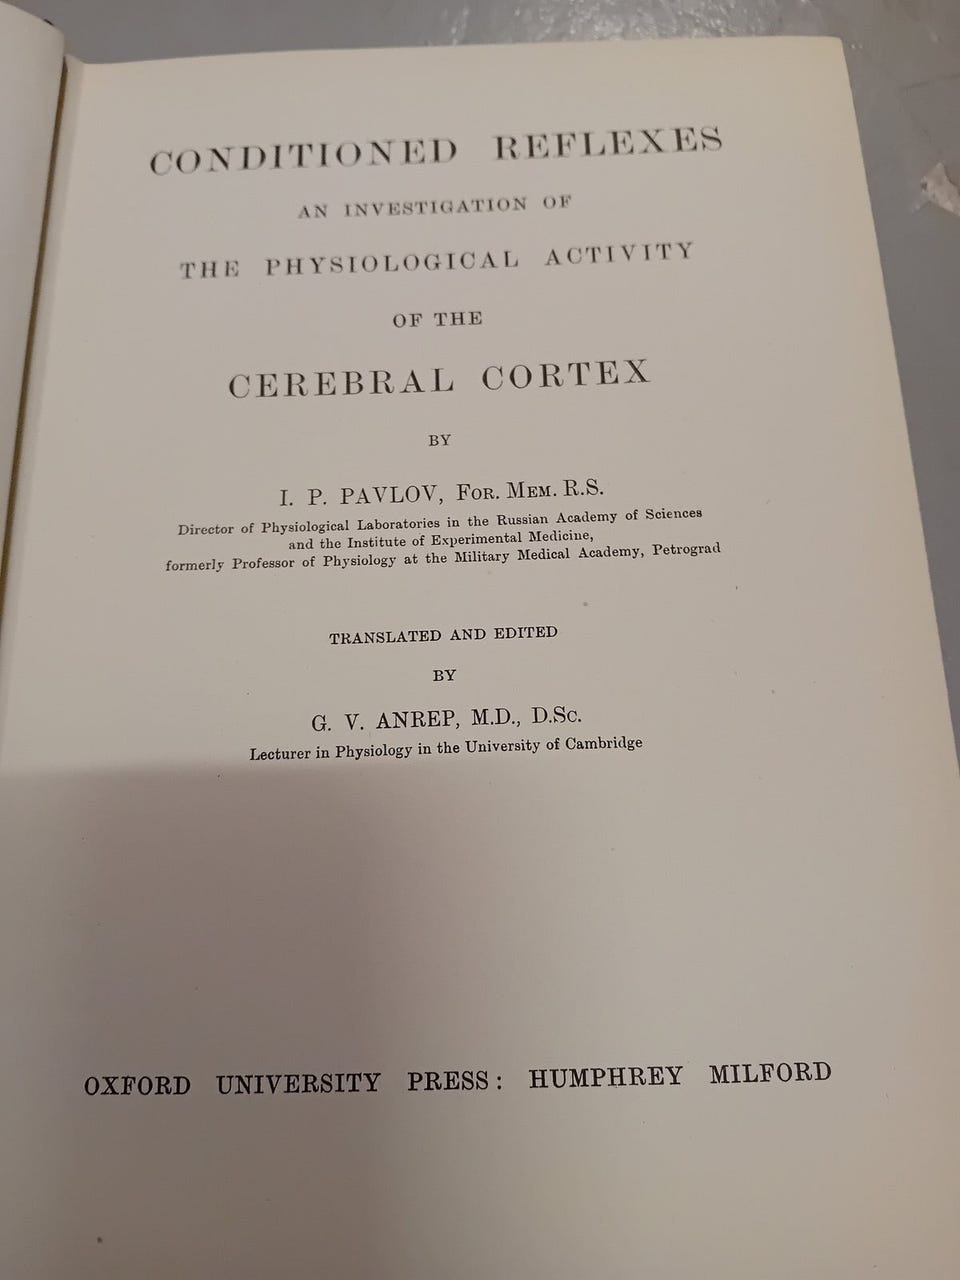 CONDITIONED REFLEXES
AN INVESTIGATION OF
THE PHYSIOLOGICAL ACTIVITY
OF THE
CEREBRAL CORTEX
BY
I. P. PAVLOV, FOR. MEM. R.S.
Director of Physiological Laboratories in the Russian Academy of Sciences
and the Institute of Experimental Medicine,
formerly Professor of Physiology at the Military Medical Academy, Petrograd
TRANSLATED AND EDITED
BY
G. V. ANREP, M.D., D.Sc.
Lecturer in Physiology in the University of Cambridge
OXFORD UNIVERSITY PRESS: HUMPHREY MILFORD